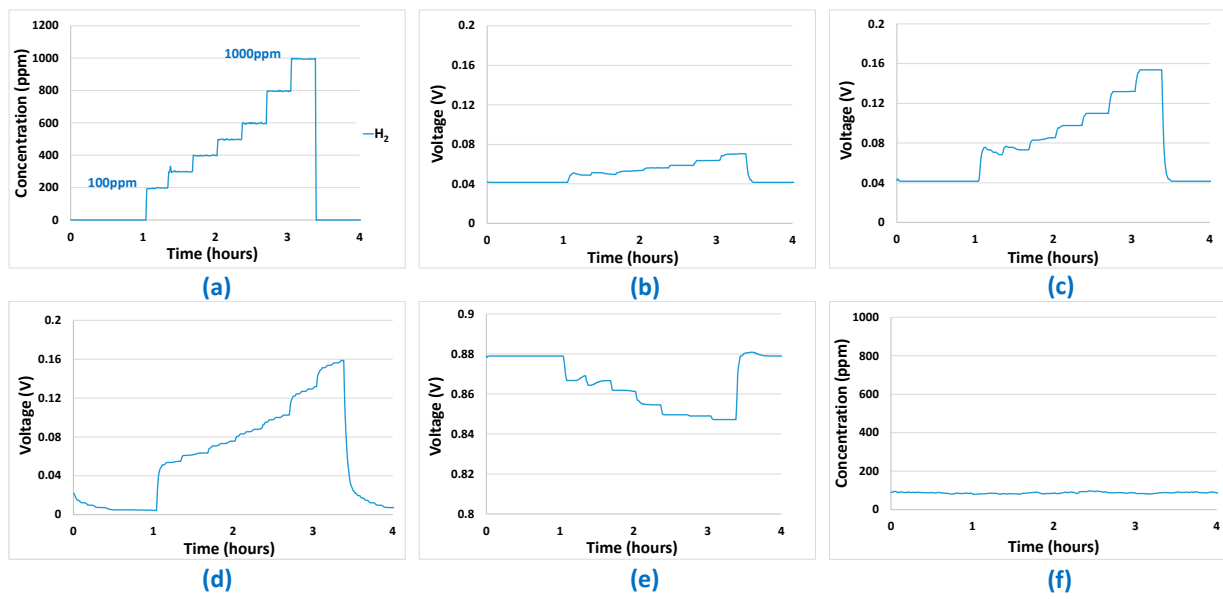 1200
1000
800
600
400
200
0
Concentration (ppm)
1000ppm
100ppm
H2
0 1 2 3 4
Time (hours)
(a)
0.2
0.16
0.12
0.08
0.04
0
Voltage (V)
0 1 2 3 4
Time (hours)
(b)
0.2
0.16
0.12
0.08
0.04
0
Voltage (V)
0 1 2 3 4
Time (hours)
(c)
0.2
0.16
0.12
0.08
0.04
0
Voltage (V)
0 1 2 3 4
Time (hours)
(d)
0.9
0.88
0.86
0.84
0.82
0.8
Voltage (V)
0 1 2 3 4
Time (hours)
(e)
1000
800
600
400
200
0
Concentration (ppm)
0 1 2 3 4
Time (hours)
(f)